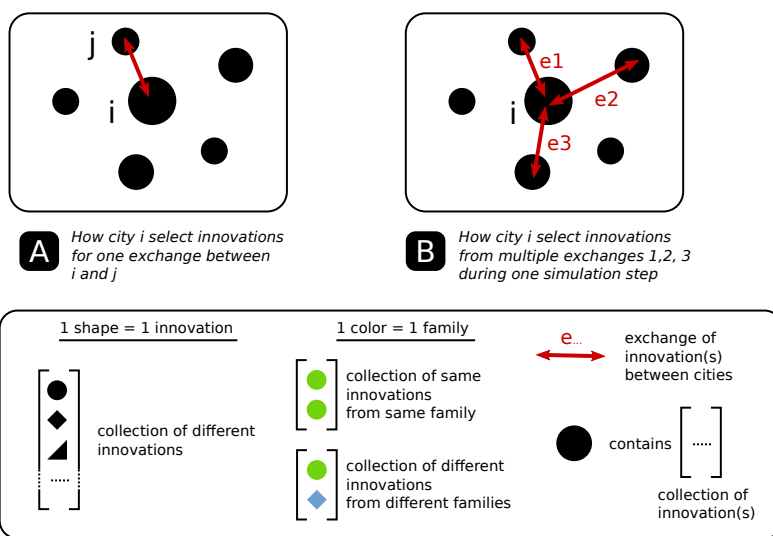 j
i
e1
e2
i
e3
A
How city i select innovations
for one exchange between
i and j
B
How city i select innovations
from multiple exchanges 1,2, 3
during one simulation step
1 shape = 1 innovation
.....
collection of different
innovations
1 color = 1 family
collection of same
innovations
from same family
collection of different
innovations
from different families
e...
exchange of
innovation(s)
between cities
contains
.....
collection of
innovation(s)